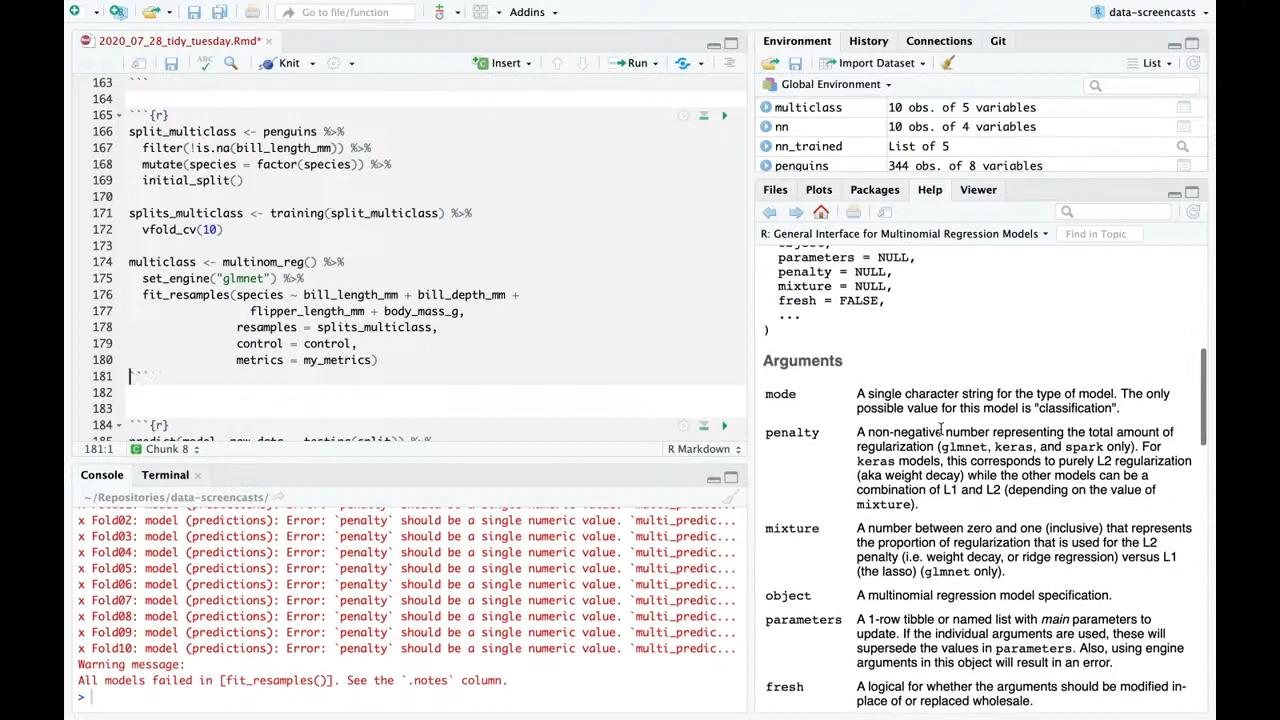 Go to file/function
Addins
data-screencasts
2020_07_28_tidy_tuesday.Rmd*
ABC
Knit
Insert
Run
163 ```
164
165 ```{r}
166 split_multiclass <- penguins %>%
167 filter(!is.na(bill_length_mm)) %>%
168 mutate(species = factor(species)) %>%
169 initial_split()
170
171 splits_multiclass <- training(split_multiclass) %>%
172 vfold_cv(10)
173
174 multiclass <- multinom_reg() %>%
175 set_engine("glmnet") %>%
176 fit_resamples(species ~ bill_length_mm + bill_depth_mm +
177 flipper_length_mm + body_mass_g,
178 resamples = splits_multiclass,
179 control = control,
180 metrics = my_metrics)
181 ```
182
183
184 ```{r}
181:1 Chunk 8 R Markdown
Console Terminal
~/Repositories/data-screencasts/
x Fold02: model (predictions): Error: `penalty` should be a single numeric value. `multi_predic...
x Fold03: model (predictions): Error: `penalty` should be a single numeric value. `multi_predic...
x Fold04: model (predictions): Error: `penalty` should be a single numeric value. `multi_predic...
x Fold05: model (predictions): Error: `penalty` should be a single numeric value. `multi_predic...
x Fold06: model (predictions): Error: `penalty` should be a single numeric value. `multi_predic...
x Fold07: model (predictions): Error: `penalty` should be a single numeric value. `multi_predic...
x Fold08: model (predictions): Error: `penalty` should be a single numeric value. `multi_predic...
x Fold09: model (predictions): Error: `penalty` should be a single numeric value. `multi_predic...
x Fold10: model (predictions): Error: `penalty` should be a single numeric value. `multi_predic...
Warning message:
All models failed in [fit_resamples()]. See the `.notes` column.
>
Environment History Connections Git
Import Dataset
List
Global Environment
multiclass 10 obs. of 5 variables
nn 10 obs. of 4 variables
nn_trained List of 5
penguins 344 obs. of 8 variables
Files Plots Packages Help Viewer
R: General Interface for Multinomial Regression Models
Find in Topic
object,
parameters = NULL,
penalty = NULL,
mixture = NULL,
fresh = FALSE,
...
)
Arguments
mode A single character string for the type of model. The only
possible value for this model is "classification".
penalty A non-negative number representing the total amount of
regularization (glmnet, keras, and spark only). For
keras models, this corresponds to purely L2 regularization
(aka weight decay) while the other models can be a
combination of L1 and L2 (depending on the value of
mixture).
mixture A number between zero and one (inclusive) that represents
the proportion of regularization that is used for the L2
penalty (i.e. weight decay, or ridge regression) versus L1
(the lasso) (glmnet only).
object A multinomial regression model specification.
parameters A 1-row tibble or named list with main parameters to
update. If the individual arguments are used, these will
supersede the values in parameters. Also, using engine
arguments in this object will result in an error.
fresh A logical for whether the arguments should be modified in-
place of or replaced wholesale.